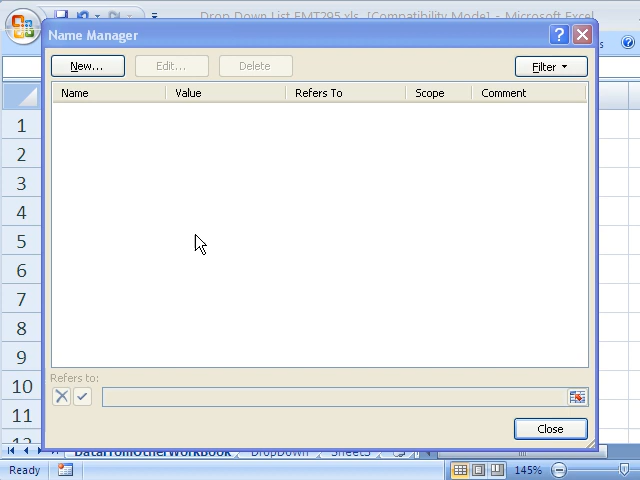 Drop Down List EMT295.xls [Compatibility Mode] - Microsoft Excel
Name Manager
New... Edit... Delete Filter
Name Value Refers To Scope Comment
1
2
3
4
5
6
7
8
9
10
11
Refers to:
Close
DataFromOtherWorkbook DropDown Sheet3
Ready 145%